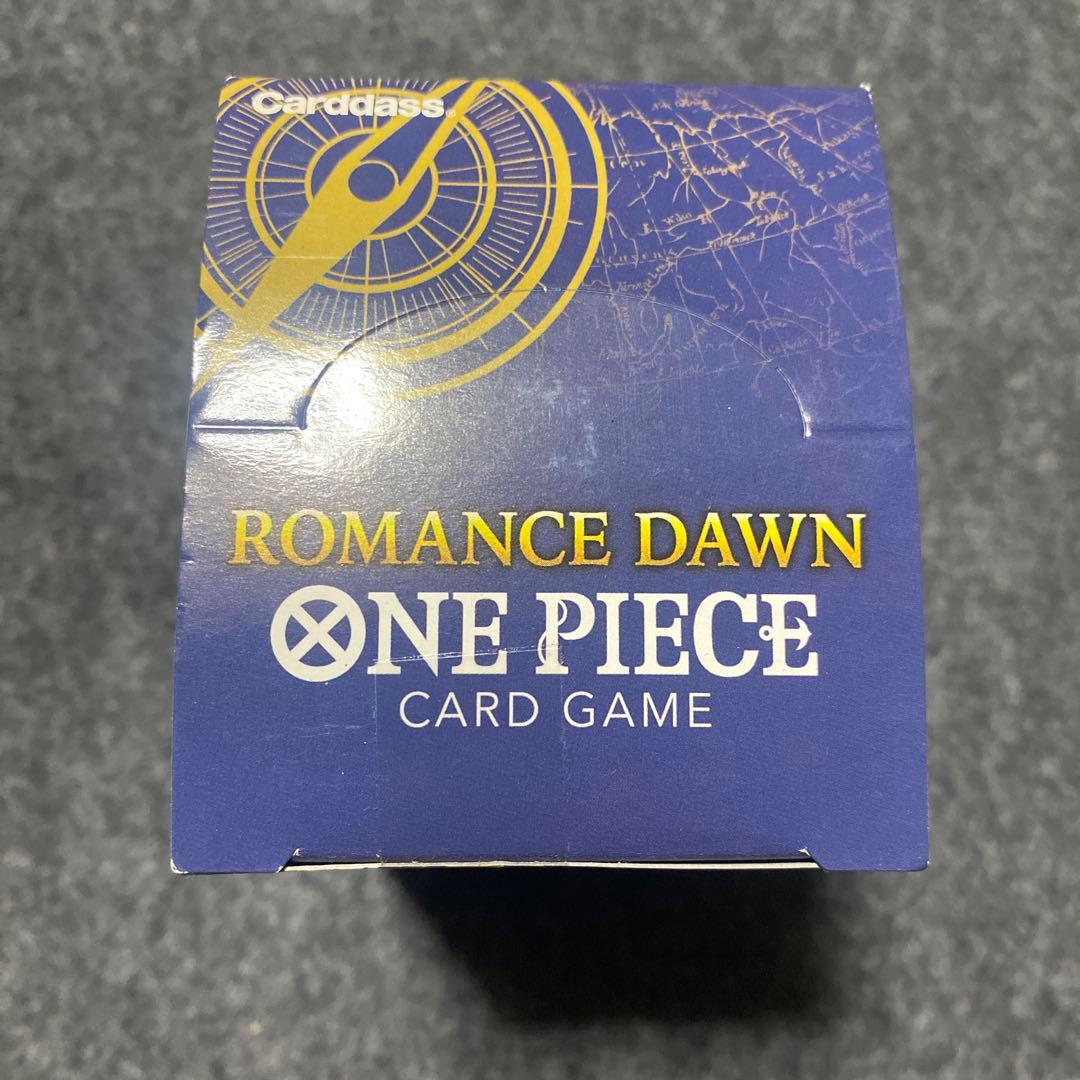 Carddass®
ROMANCE DAWN
ONE PIECE
CARD GAME